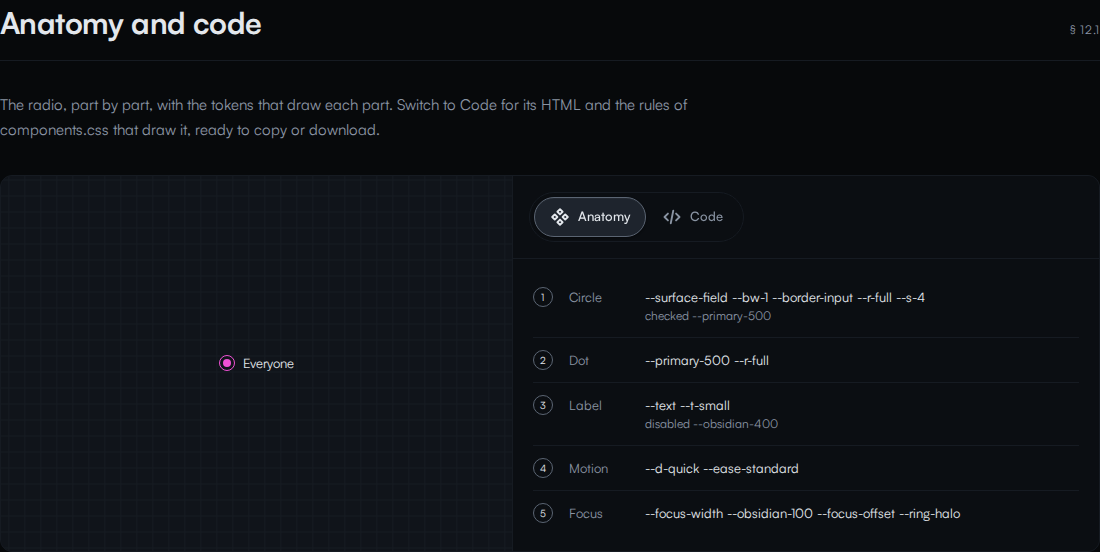 Anatomy and code
§ 12.1
The radio, part by part, with the tokens that draw each part. Switch to Code for its HTML and the rules of
components.css that draw it, ready to copy or download.
Anatomy
Code
Everyone
1 Circle --surface-field --bw-1 --border-input --r-full --s-4
checked --primary-500
2 Dot --primary-500 --r-full
3 Label --text --t-small
disabled --obsidian-400
4 Motion --d-quick --ease-standard
5 Focus --focus-width --obsidian-100 --focus-offset --ring-halo